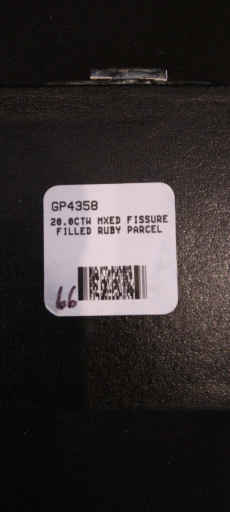 GP4358
20.0CTW MXED FISSURE
FILLED RUBY PARCEL
66